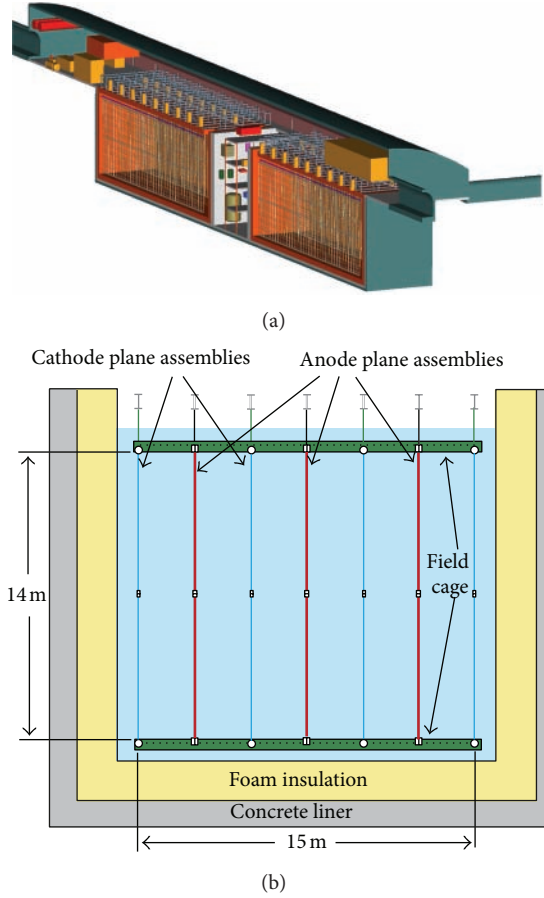 (a)
Cathode plane assemblies
Anode plane assemblies
14 m
Field
cage
Foam insulation
Concrete liner
15 m
(b)